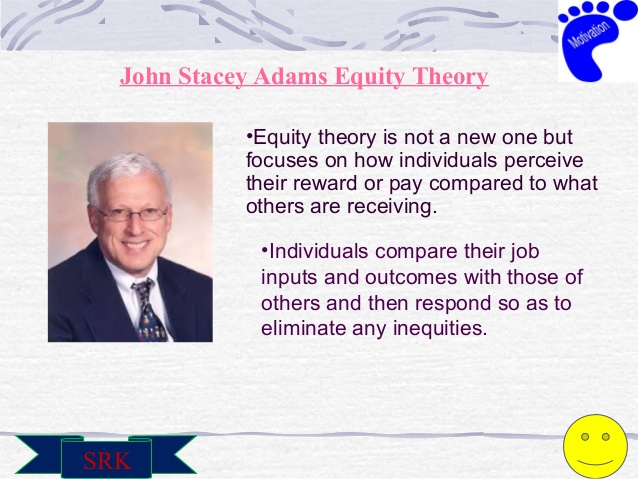 Motivation
John Stacey Adams Equity Theory
•Equity theory is not a new one but
focuses on how individuals perceive
their reward or pay compared to what
others are receiving.
•Individuals compare their job
inputs and outcomes with those of
others and then respond so as to
eliminate any inequities.
SRK